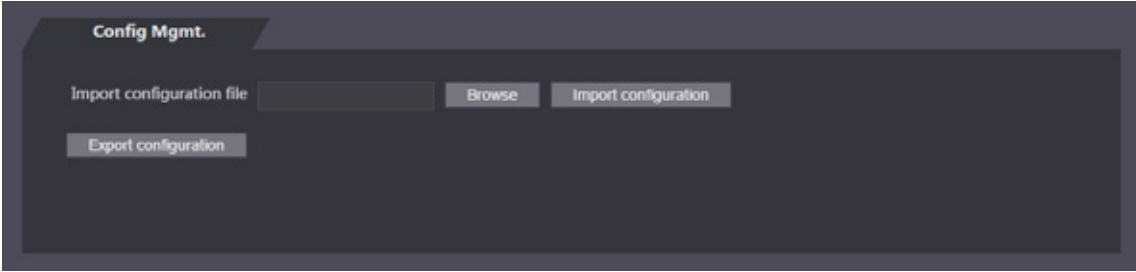 Config Mgmt.
Import configuration file Browse Import configuration
Export configuration